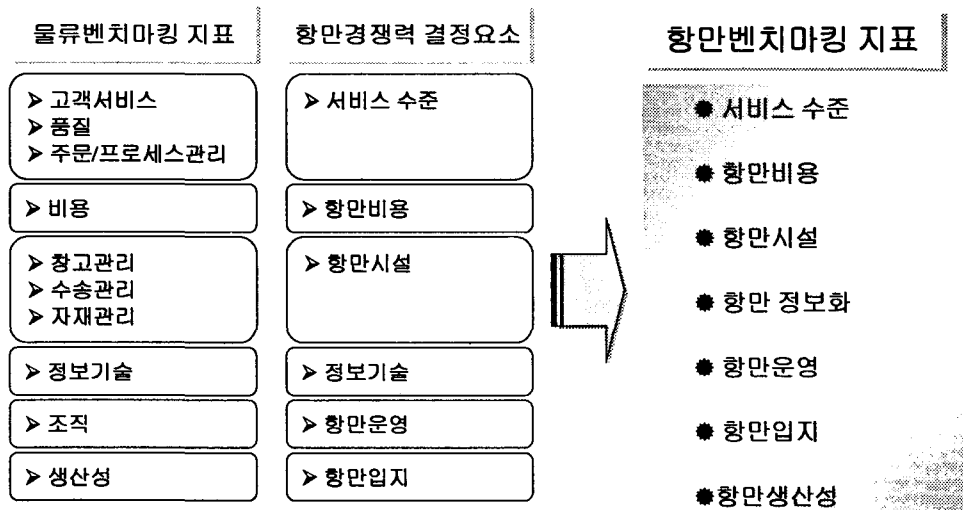 물류벤치마킹 지표
➢ 고객서비스
➢ 품질
➢ 주문/프로세스관리
➢ 비용
➢ 창고관리
➢ 수송관리
➢ 자재관리
➢ 정보기술
➢ 조직
➢ 생산성
항만경쟁력 결정요소
➢ 서비스 수준
➢ 항만비용
➢ 항만시설
➢ 정보기술
➢ 항만운영
➢ 항만입지
항만벤치마킹 지표
서비스 수준
항만비용
항만시설
항만 정보화
항만운영
항만입지
항만생산성